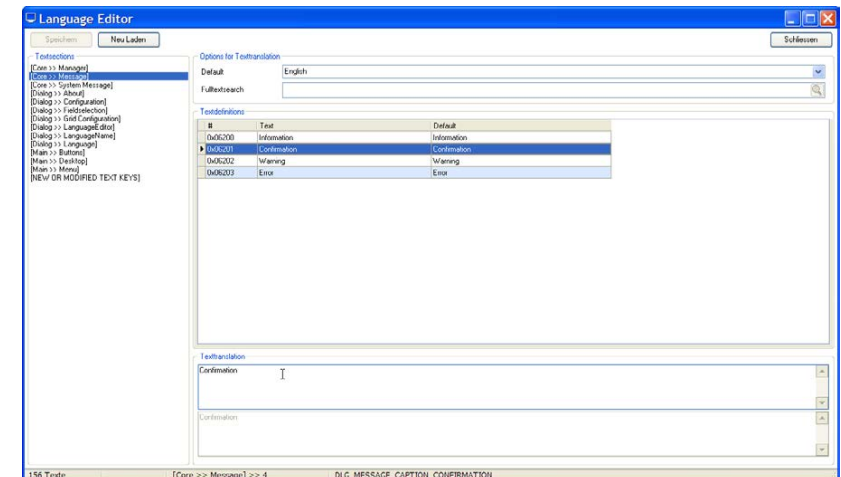 Language Editor
Speichern Neu Laden Schliessen
Textsections
[Core >> Manager]
[Core >> Message]
[Core >> System Message]
[Dialog >> About]
[Dialog >> Configuration]
[Dialog >> Fieldselection]
[Dialog >> Grid Configuration]
[Dialog >> LanguageEditor]
[Dialog >> LanguageName]
[Dialog >> Language]
[Main >> Buttons]
[Main >> Desktop]
[Main >> Menu]
[NEW OR MODIFIED TEXT KEYS]
Options for Texttranslation
Default English
Fulltextsearch
Textdefinitions
# Text Default
0x06200 Information Information
0x06201 Confirmation Confirmation
0x06202 Warning Warning
0x06203 Error Error
Texttranslation
Confirmation
Confirmation
156 Texte [Core >> Message] >> 4 DLG_MESSAGE_CAPTION_CONFIRMATION